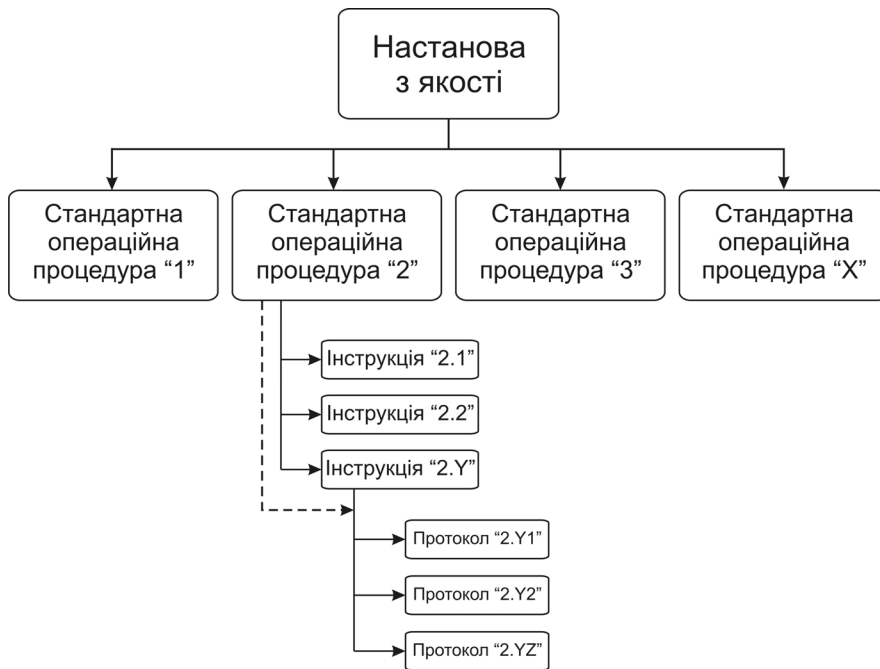 Настанова
з якості
Стандартна
операційна
процедура “1”
Стандартна
операційна
процедура “2”
Стандартна
операційна
процедура “3”
Стандартна
операційна
процедура “X”
Інструкція “2.1”
Інструкція “2.2”
Інструкція “2.Y”
Протокол “2.Y1”
Протокол “2.Y2”
Протокол “2.YZ”